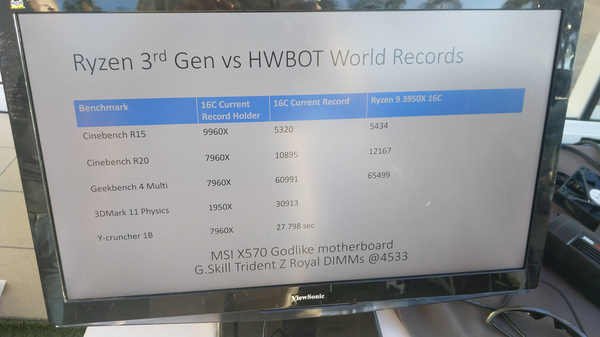 Ryzen 3rd Gen vs HWBOT World Records
Benchmark 16C Current Record Holder 16C Current Record Ryzen 9 3950X 16C
Cinebench R15 9960X 5320 5434
Cinebench R20 7960X 10895 12167
Geekbench 4 Multi 7960X 60991 65499
3DMark 11 Physics 1950X 30913
Y-cruncher 1B 7960X 27.798 sec
MSI X570 Godlike motherboard
G.Skill Trident Z Royal DIMMs @4533
ViewSonic